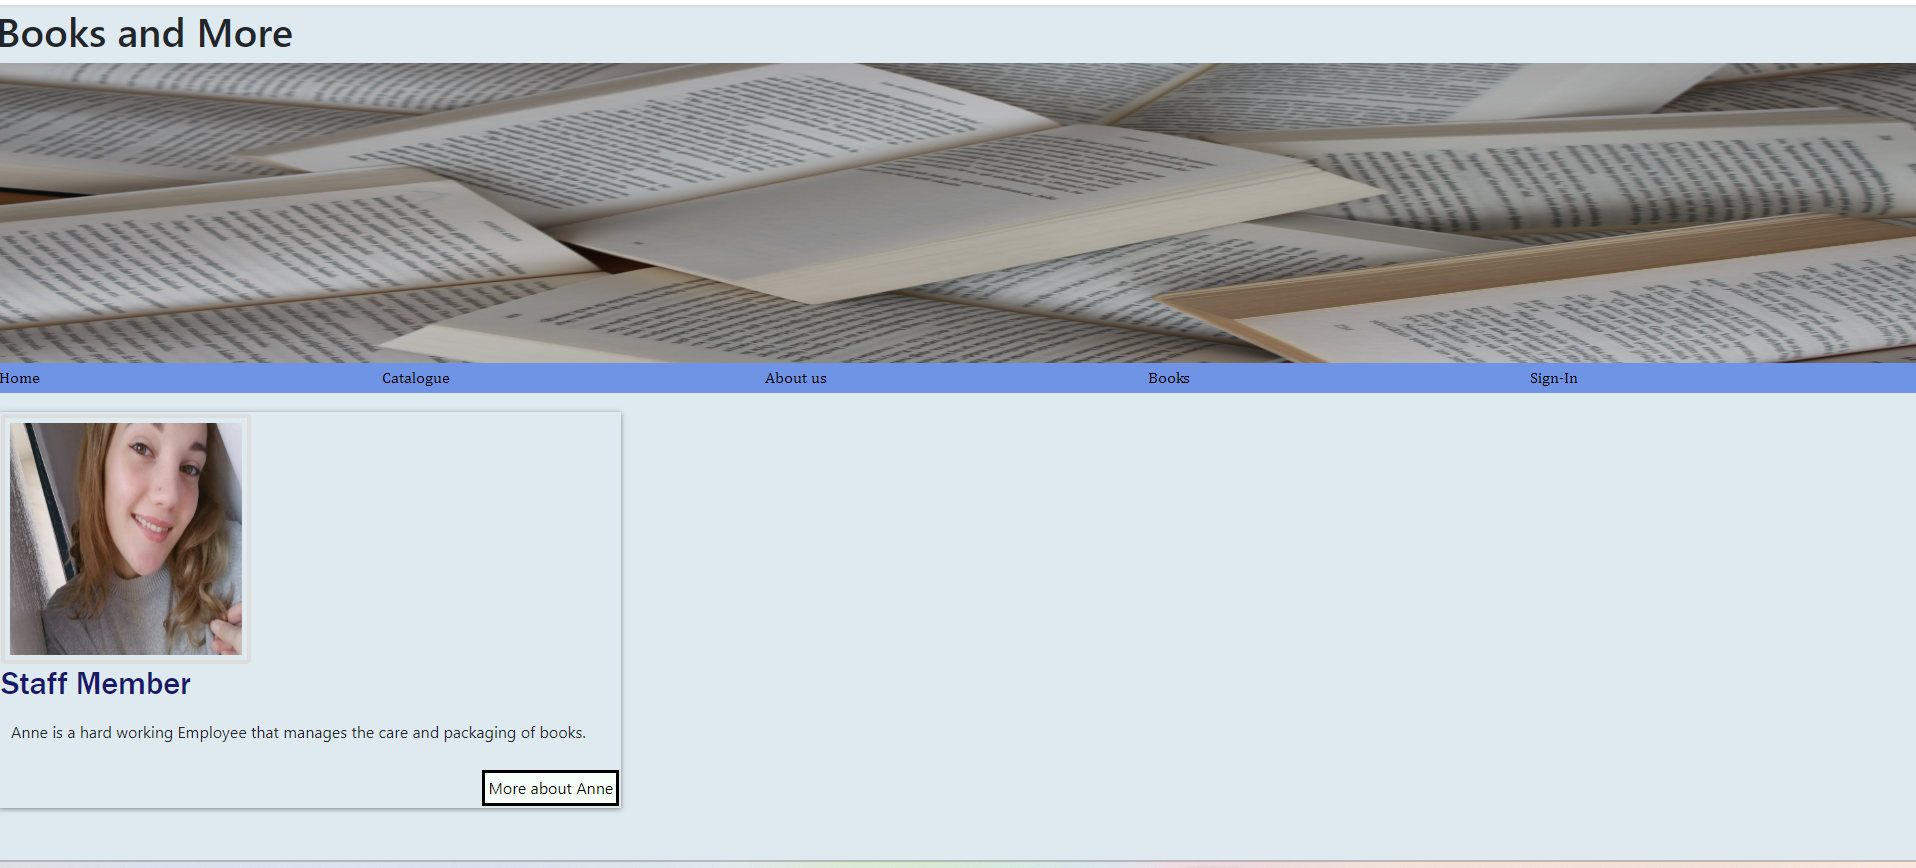 Books and More
Home Catalogue About us Books Sign-In
Staff Member
Anne is a hard working Employee that manages the care and packaging of books.
More about Anne